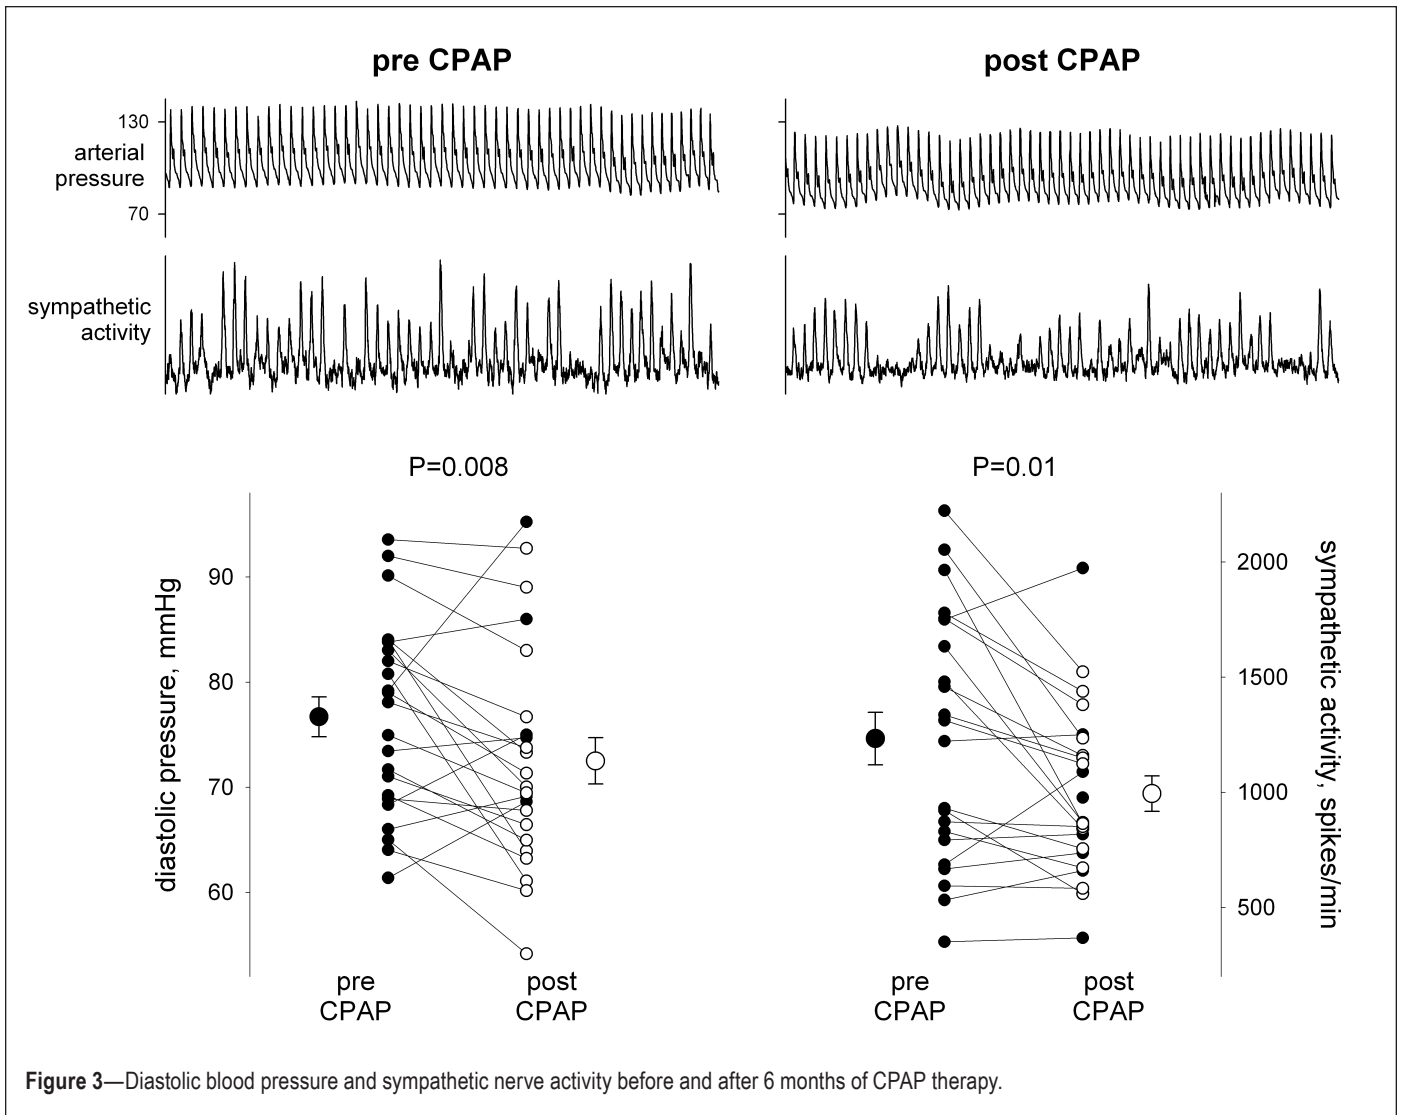 pre CPAP
post CPAP
130
arterial
pressure
70
sympathetic
activity
P=0.008
P=0.01
diastolic pressure, mmHg
90
80
70
60
2000
1500
1000
500
sympathetic activity, spikes/min
pre
CPAP
post
CPAP
pre
CPAP
post
CPAP
Figure 3—Diastolic blood pressure and sympathetic nerve activity before and after 6 months of CPAP therapy.